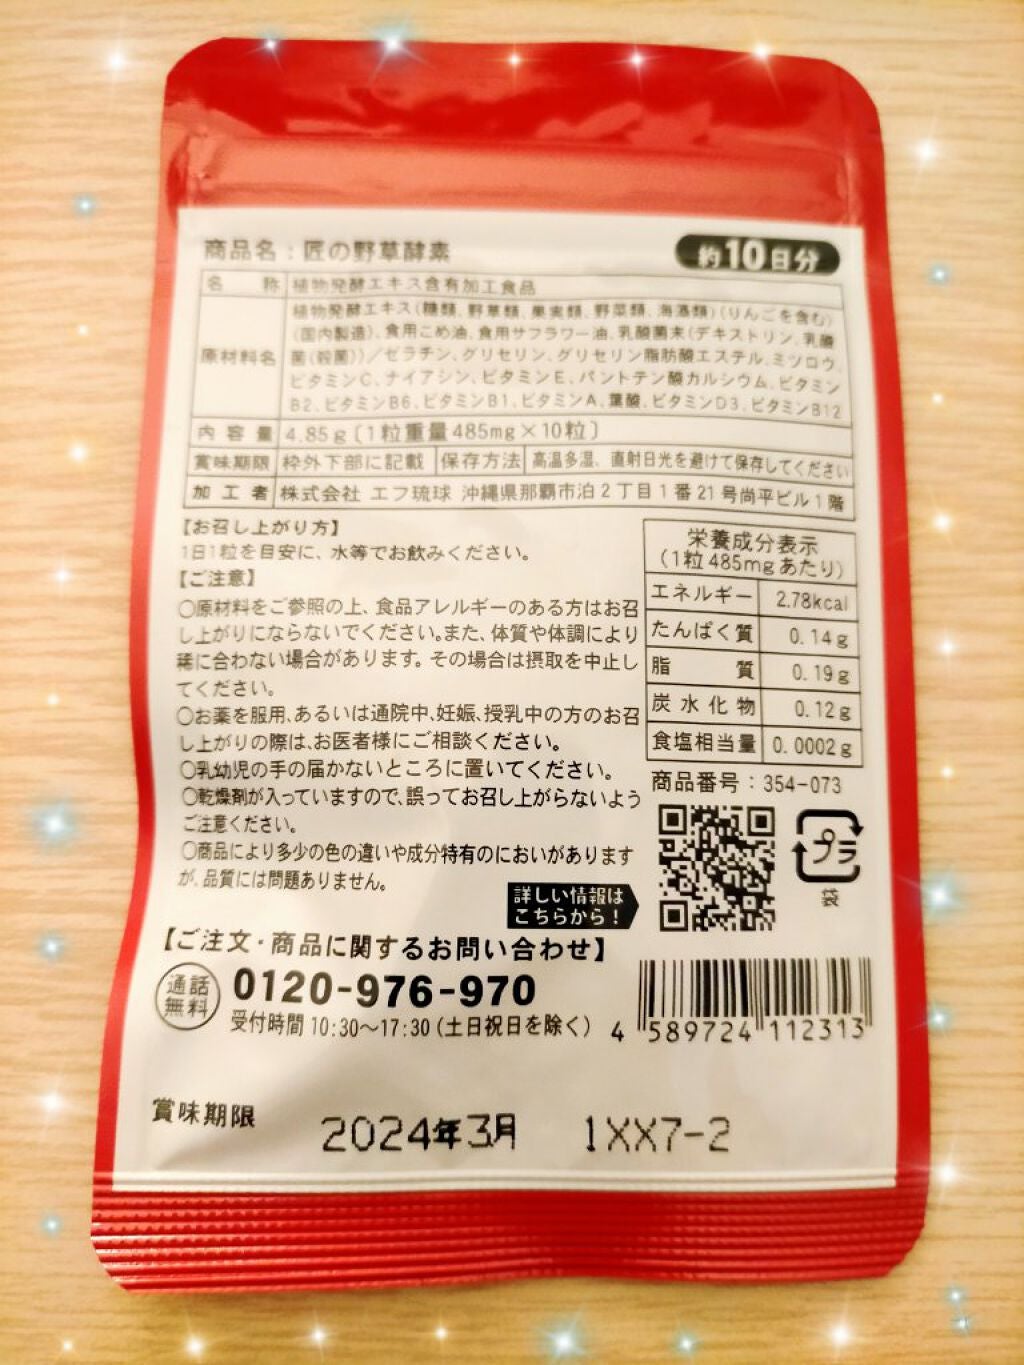 商品名：匠の野草酵素
約10日分
名称 植物発酵エキス含有加工食品
原材料名
植物発酵エキス(糖類、野草類、果実類、野菜類、海藻類)(りんごを含む)
(国内製造)、食用こめ油、食用サフラワー油、乳酸菌末(デキストリン、乳酸
菌(殺菌))／ゼラチン、グリセリン、グリセリン脂肪酸エステル、ミツロウ、
ビタミンC、ナイアシン、ビタミンE、パントテン酸カルシウム、ビタミン
B2、ビタミンB6、ビタミンB1、ビタミンA、葉酸、ビタミンD3、ビタミンB12
内容量 4.85g〔1粒重量485mg×10粒〕
賞味期限 枠外下部に記載 保存方法 高温多湿、直射日光を避けて保存してください
加工者 株式会社 エフ琉球 沖縄県那覇市泊2丁目1番21号尚平ビル1階
【お召し上がり方】
1日1粒を目安に、水等でお飲みください。
【ご注意】
○原材料をご参照の上、食品アレルギーのある方はお召
し上がりにならないでください。また、体質や体調により
稀に合わない場合があります。その場合は摂取を中止し
てください。
○お薬を服用、あるいは通院中、妊娠、授乳中の方のお召
し上がりの際は、お医者様にご相談ください。
○乳幼児の手の届かないところに置いてください。
○乾燥剤が入っていますので、誤ってお召し上がらないよう
ご注意ください。
○商品により多少の色の違いや成分特有のにおいがあります
が、品質には問題ありません。
栄養成分表示
(1粒485mgあたり)
エネルギー 2.78kcal
たんぱく質 0.14g
脂質 0.19g
炭水化物 0.12g
食塩相当量 0.0002g
商品番号：354-073
プラ
袋
詳しい情報は
こちらから！
【ご注文・商品に関するお問い合わせ】
通話
無料
0120-976-970
受付時間 10:30～17:30(土日祝日を除く)
4 589724 112313
賞味期限 2024年3月 1XX7-2